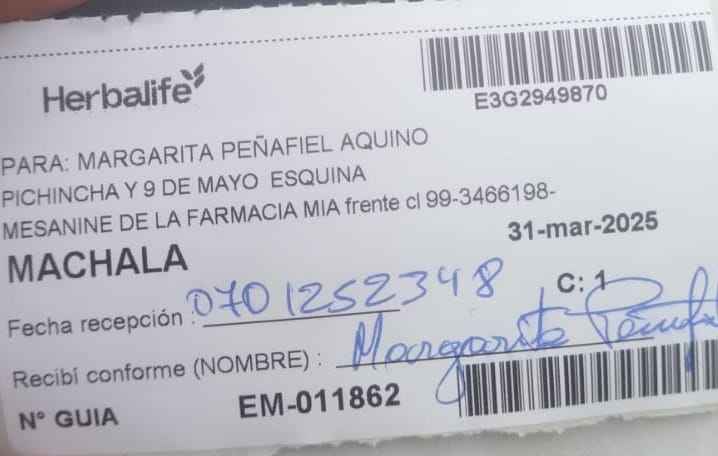 Herbalife
E3G2949870
PARA: MARGARITA PEÑAFIEL AQUINO
PICHINCHA Y 9 DE MAYO ESQUINA
MESANINE DE LA FARMACIA MIA frente cl 99-3466198-
31-mar-2025
MACHALA
C: 1
Fecha recepción : 0701252348
Recibí conforme (NOMBRE) : Margarita
N° GUIA EM-011862